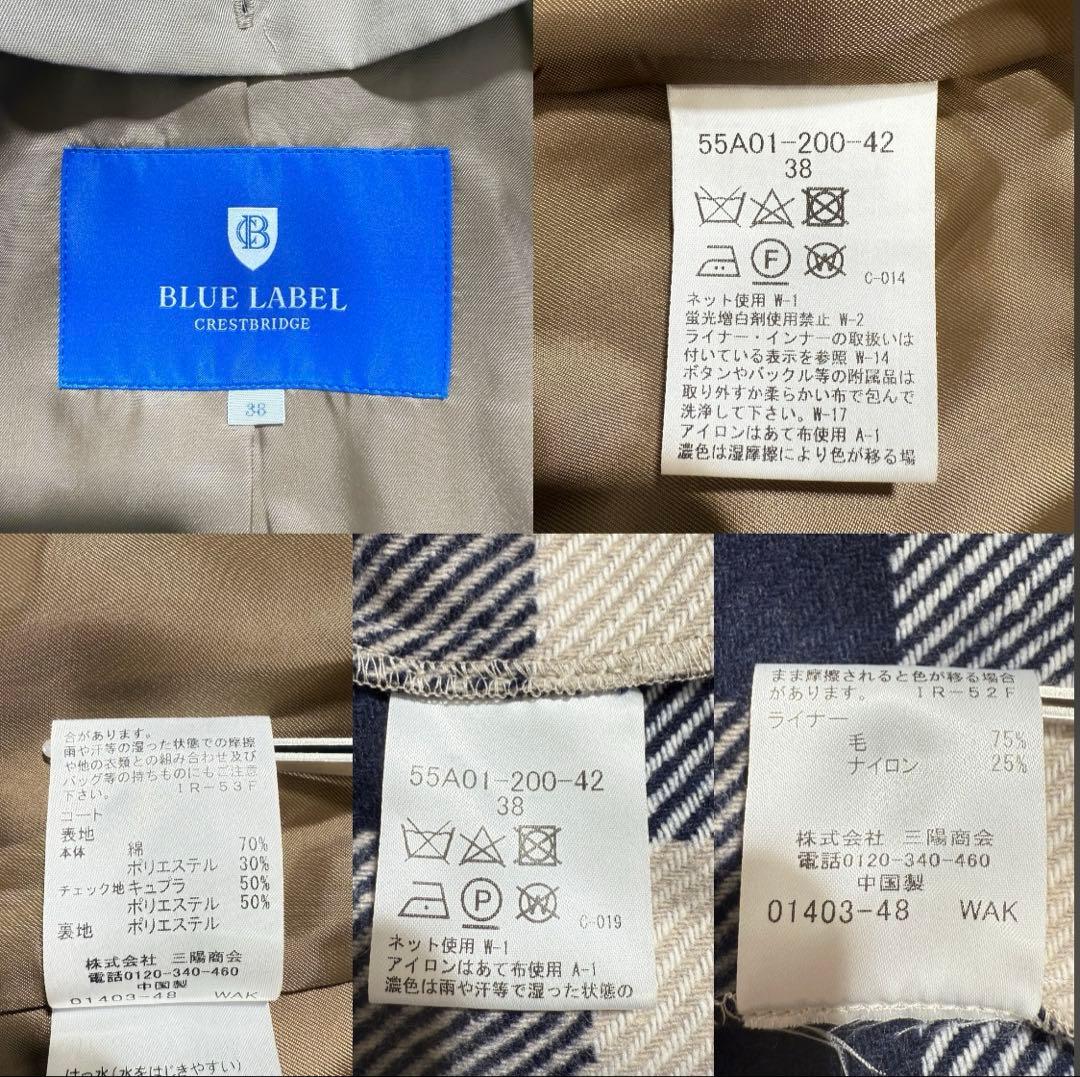 CB
BLUE LABEL
CRESTBRIDGE
38
55A01-200-42
38
F
W
C-014
ネット使用 W-1
蛍光増白剤使用禁止 W-2
ライナー・インナーの取扱いは
付いている表示を参照 W-14
ボタンやバックル等の附属品は
取り外すか柔らかい布で包んで
洗浄して下さい。W-17
アイロンはあて布使用 A-1
濃色は湿摩擦により色が移る場
合があります。
雨や汗等の湿った状態での摩擦
や他の衣類との組み合わせ及び
バッグ等の持ちものにもご注意
下さい。 IR-53F
コート
表地
本体 綿 70%
ポリエステル 30%
チェック地 キュプラ 50%
ポリエステル 50%
裏地 ポリエステル
株式会社 三陽商会
電話0120-340-460
中国製
01403-48 WAK
はっ水(水をはじきやすい)
55A01-200-42
38
P
W
C-019
ネット使用 W-1
アイロンはあて布使用 A-1
濃色は雨や汗等で湿った状態の
まま摩擦されると色が移る場合
があります。 IR-52F
ライナー
毛 75%
ナイロン 25%
株式会社 三陽商会
電話0120-340-460
中国製
01403-48 WAK